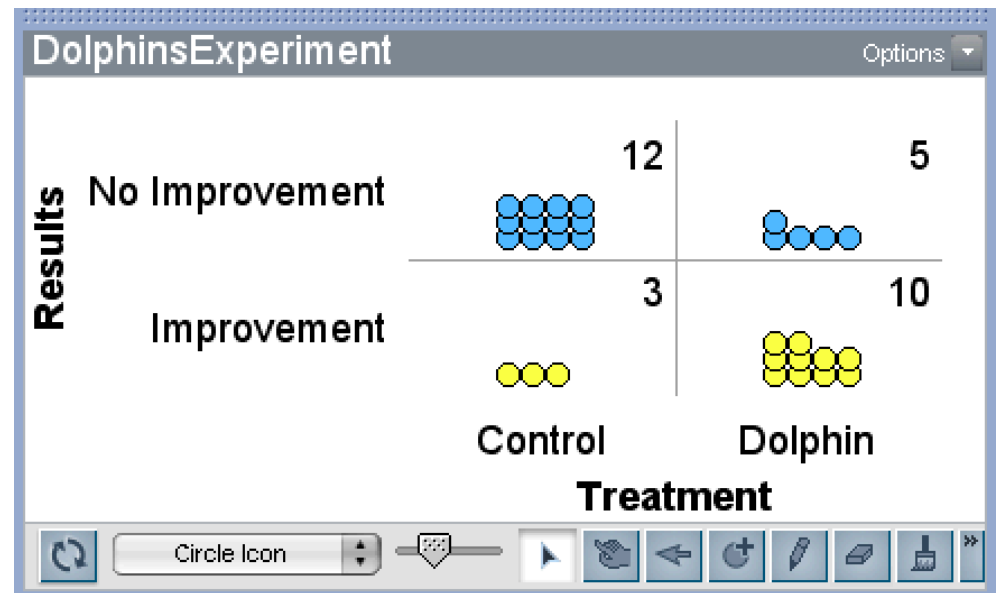 DolphinsExperiment
Options
12
5
No Improvement
Results
3
10
Improvement
Control
Dolphin
Treatment
Circle Icon
»